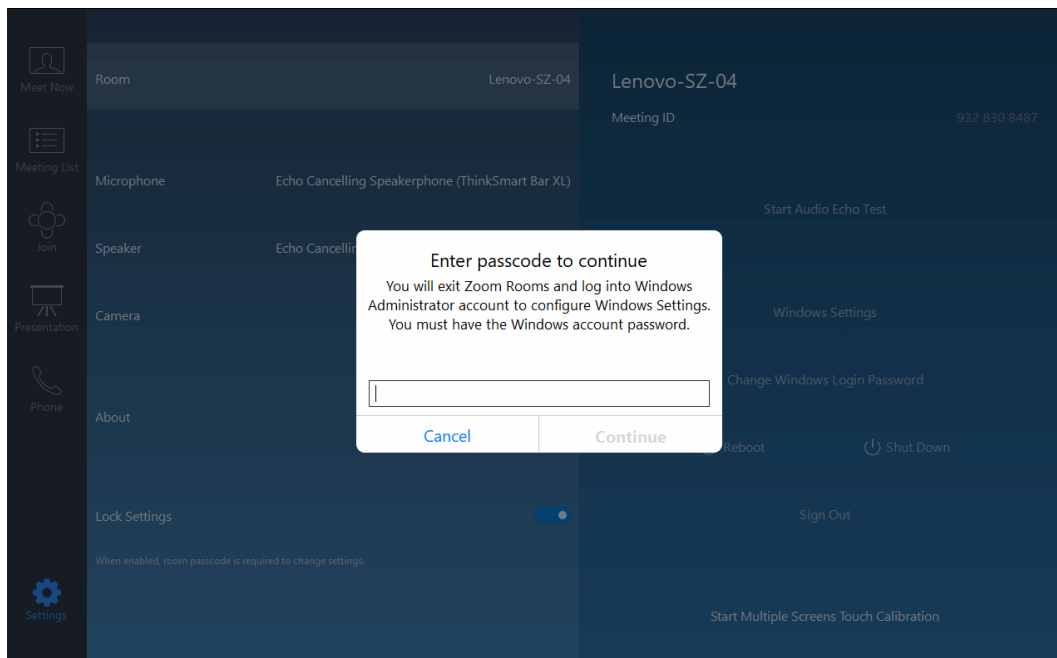 Meet Now
Meeting List
Join
Presentation
Phone
Settings
Room Lenovo-SZ-04
Microphone Echo Cancelling Speakerphone (ThinkSmart Bar XL)
Speaker Echo Cancellin
Camera
About
Lock Settings
When enabled, room passcode is required to change settings.
Enter passcode to continue
You will exit Zoom Rooms and log into Windows
Administrator account to configure Windows Settings.
You must have the Windows account password.
Cancel Continue
Lenovo-SZ-04
Meeting ID 932 830 8487
Start Audio Echo Test
Windows Settings
Change Windows Login Password
Reboot Shut Down
Sign Out
Start Multiple Screens Touch Calibration